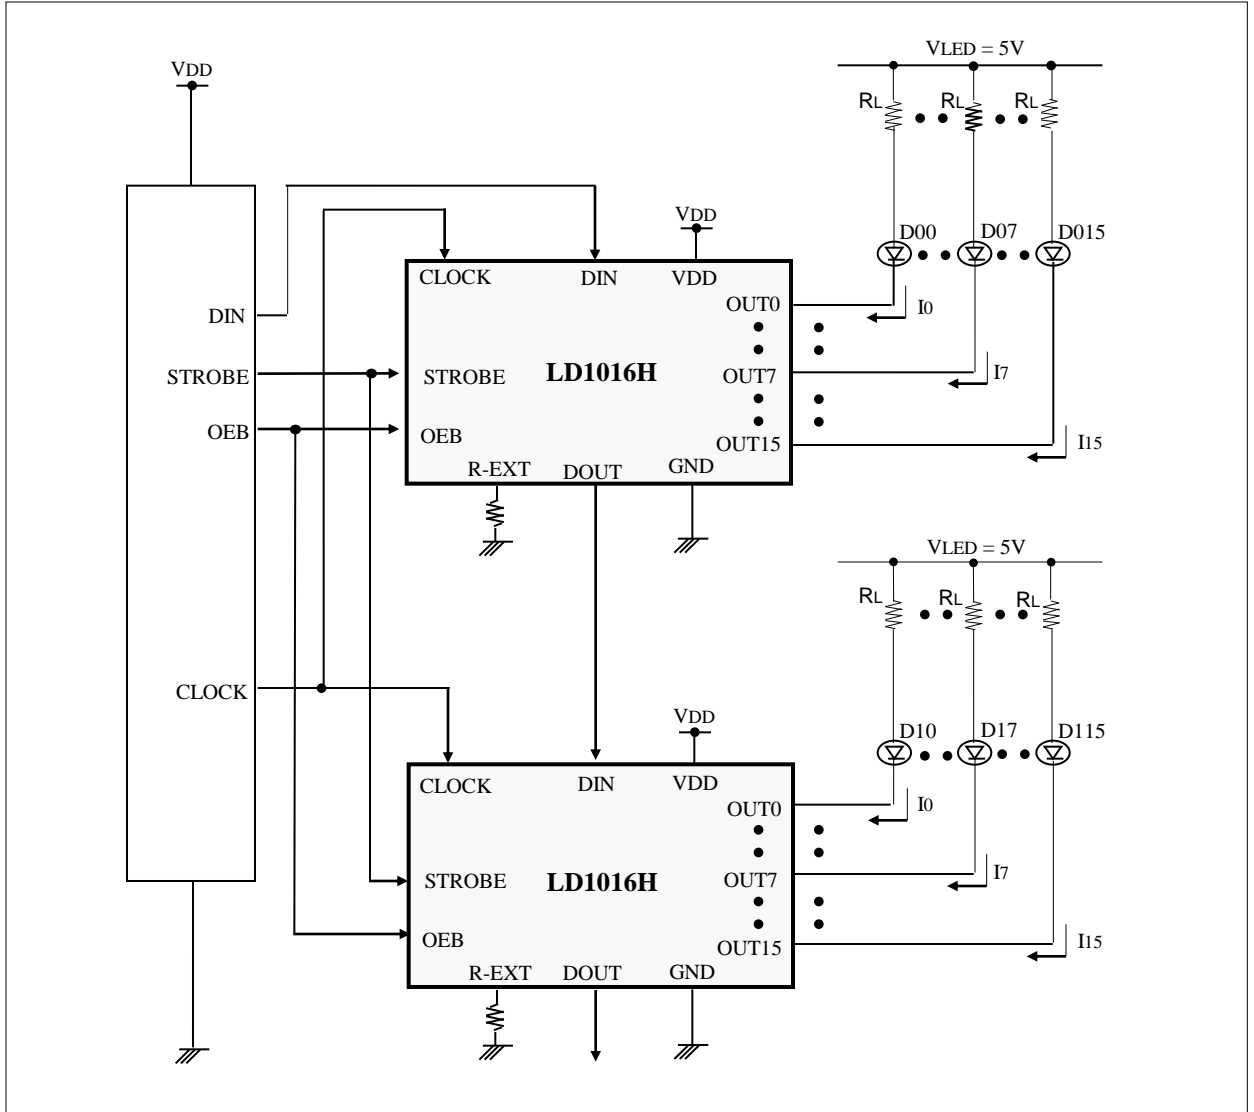 VDD
DIN
STROBE
OEB
CLOCK
VDD
CLOCK DIN VDD
OUT0
STROBE LD1016H OUT7
OEB OUT15
R-EXT DOUT GND
VLED = 5V
RL RL RL
D00 D07 D015
I0
I7
I15
VDD
CLOCK DIN VDD
OUT0
STROBE LD1016H OUT7
OEB OUT15
R-EXT DOUT GND
VLED = 5V
RL RL RL
D10 D17 D115
I0
I7
I15